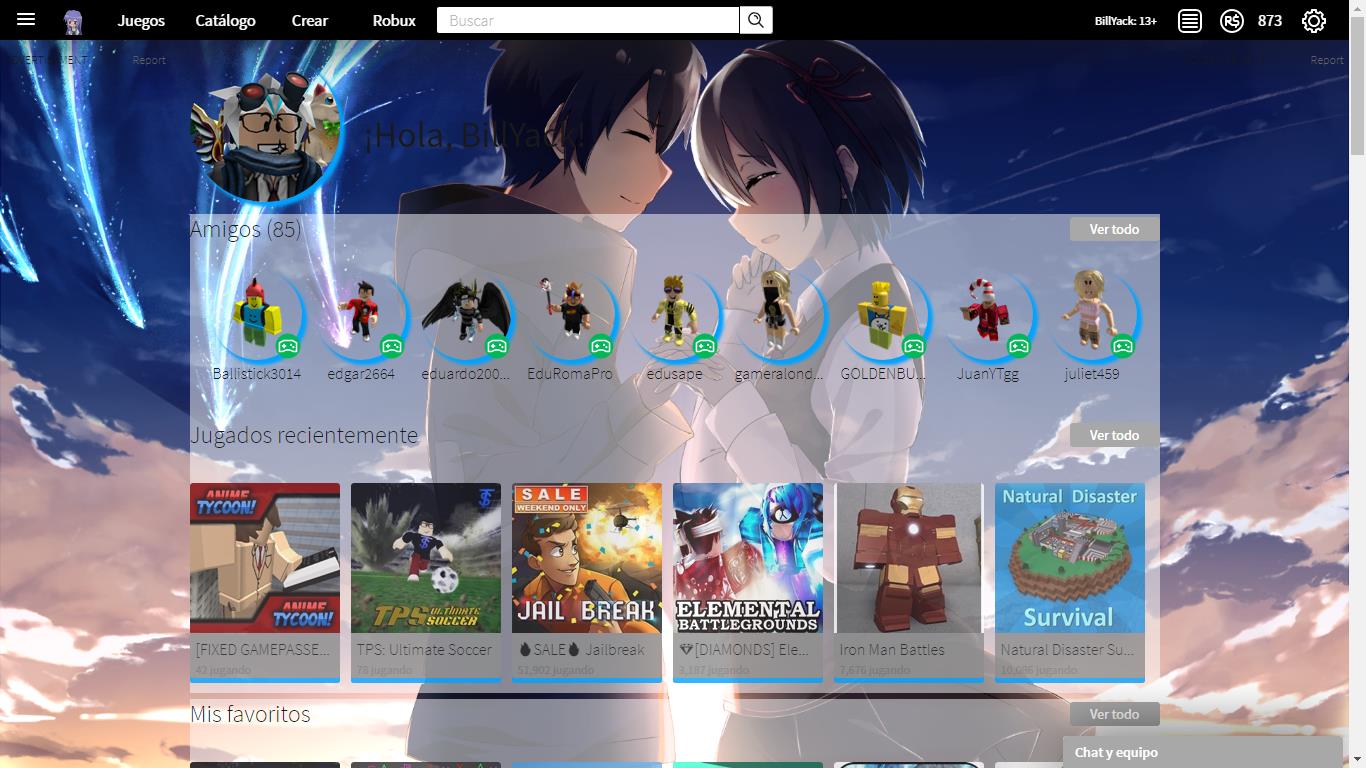 Juegos Catálogo Crear Robux Buscar BillYack: 13+ 873
Report Report
¡Hola, BillYack!
Amigos (85) Ver todo
Ballistick3014 edgar2664 eduardo200... EduRomaPro edusape gameralond... GOLDENBU... JuanYTgg juliet459
Jugados recientemente Ver todo
ANIME TYCOON!
ANIME TYCOON!
TPS ULTIMATE SOCCER
SALE
WEEKEND ONLY
JAIL BREAK
ELEMENTAL
BATTLEGROUNDS
Natural Disaster
Survival
[FIXED GAMEPASSE... TPS: Ultimate Soccer 🔥SALE🔥 Jailbreak 💎[DIAMONDS] Ele... Iron Man Battles Natural Disaster Su...
42 jugando 78 jugando 51,902 jugando 3,187 jugando 7,676 jugando 10,086 jugando
Mis favoritos Ver todo
Chat y equipo